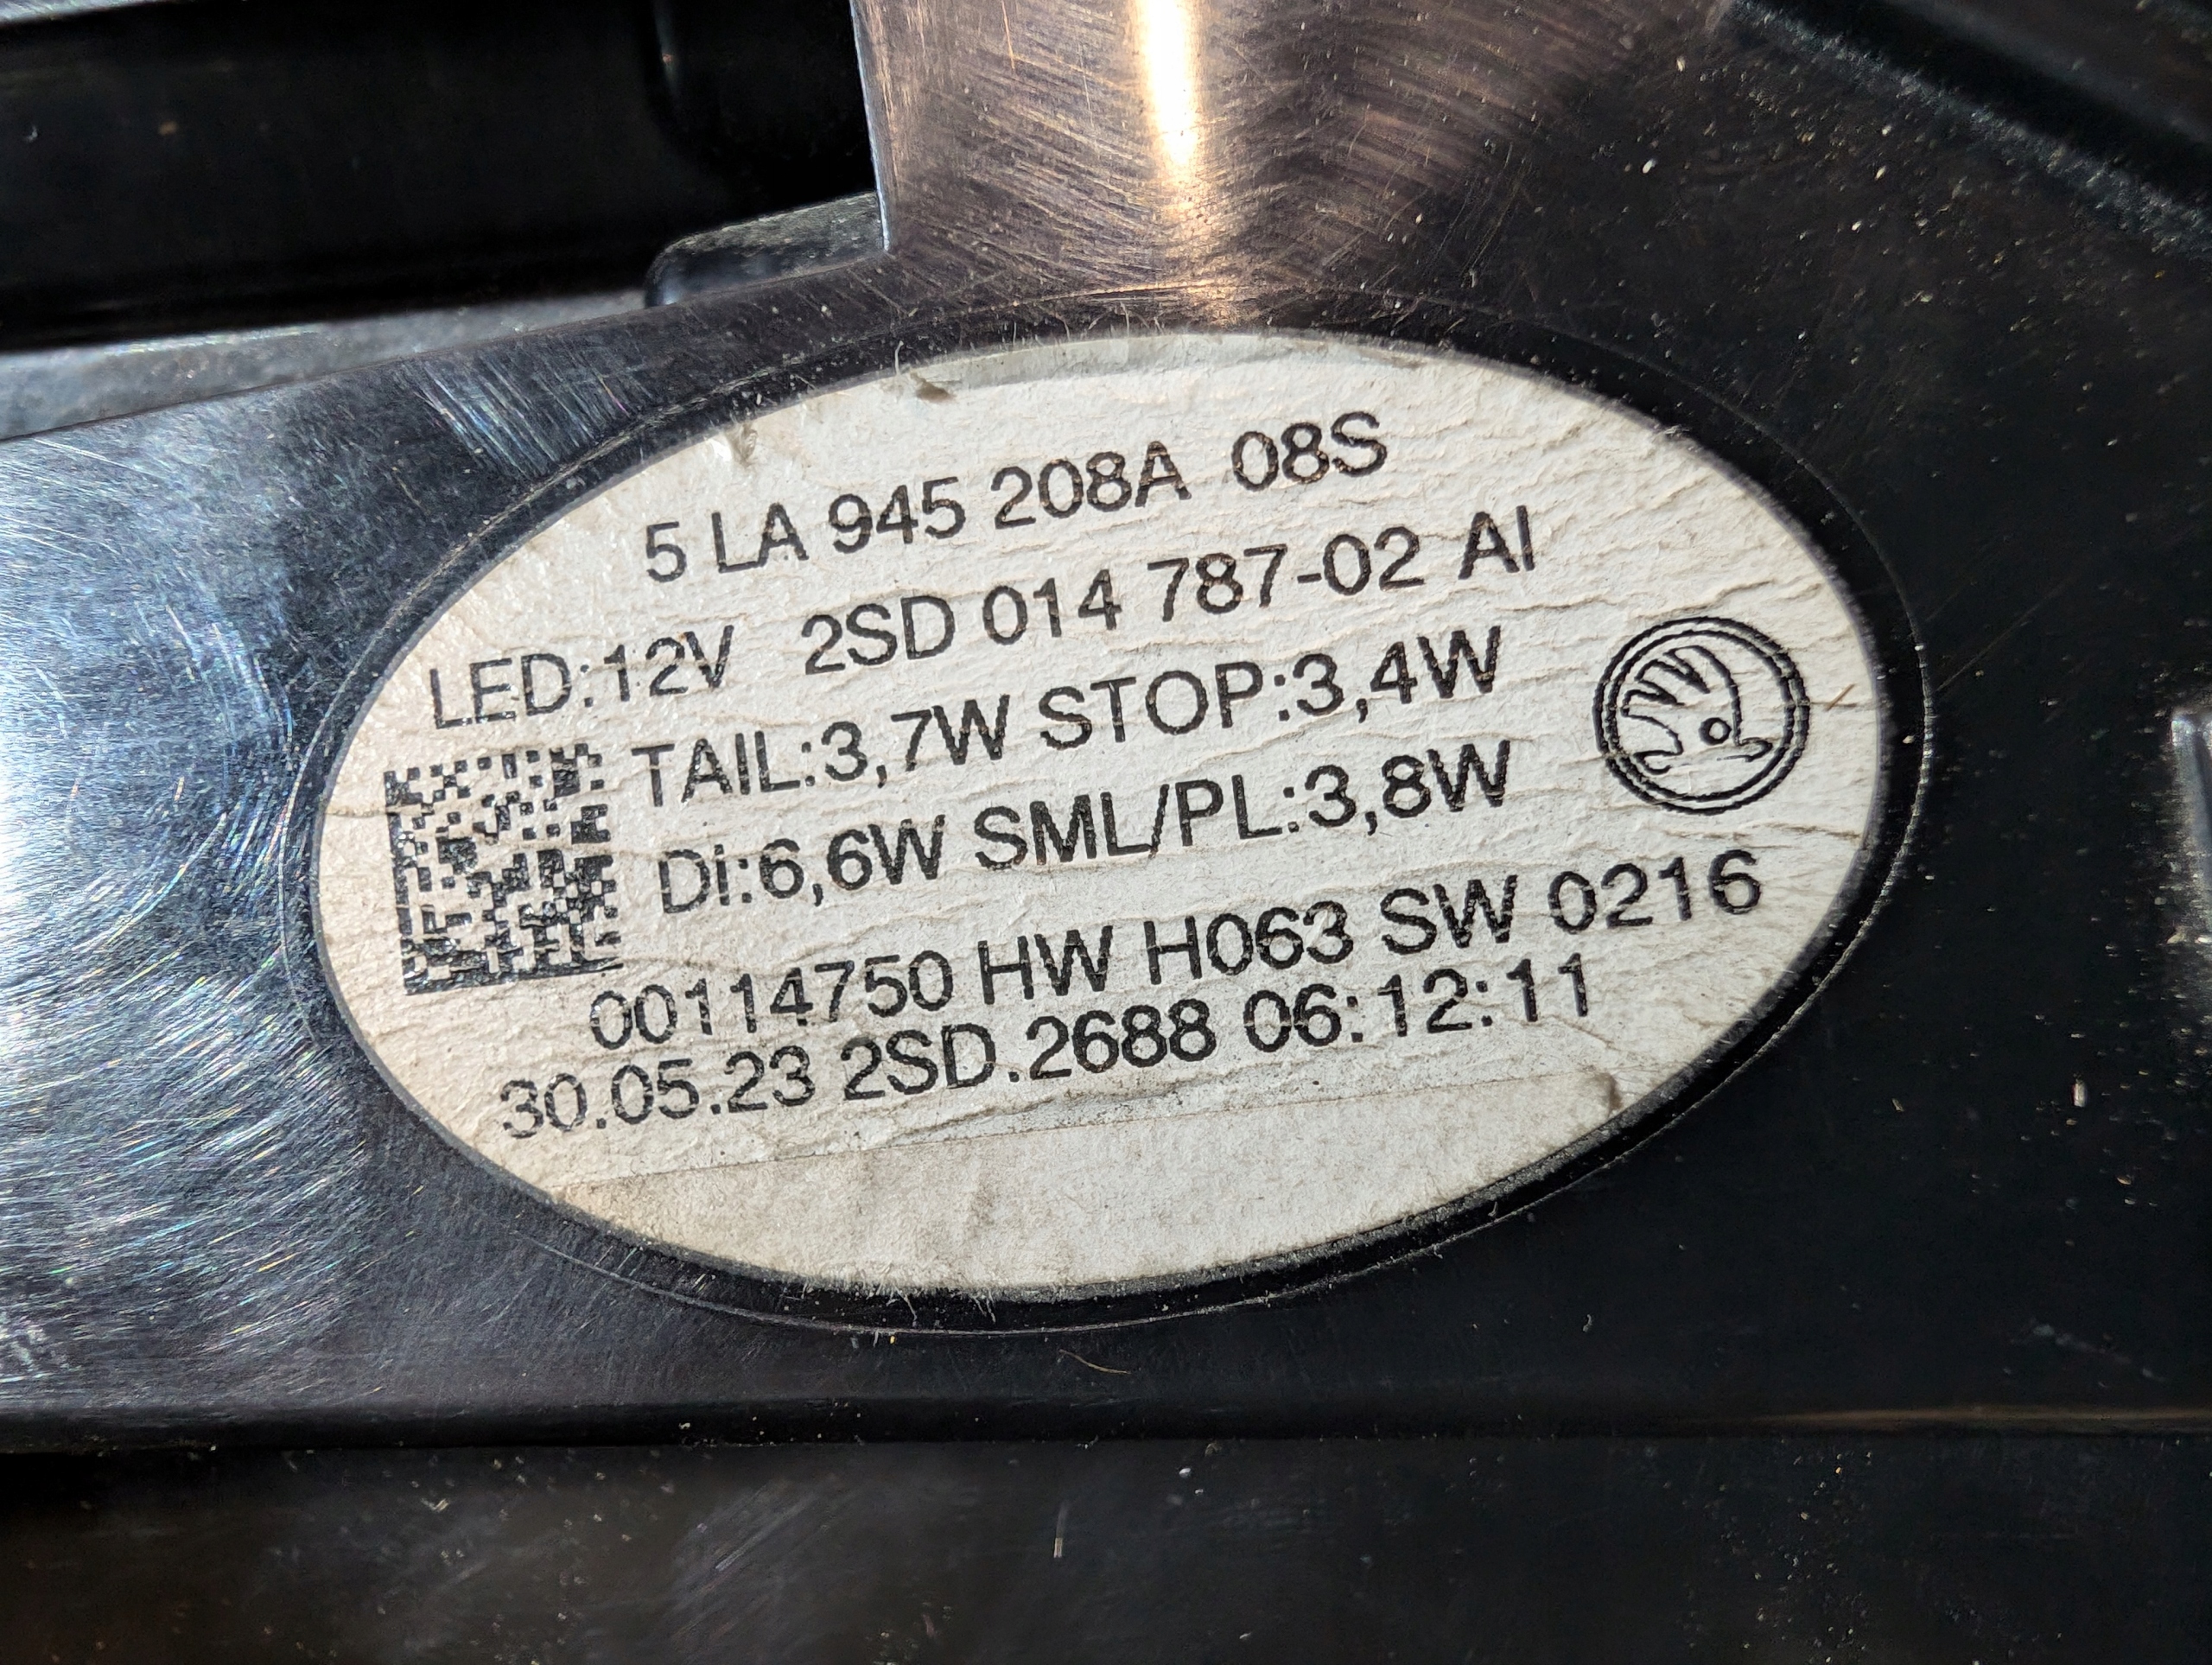 5 LA 945 208A 08S
LED:12V 2SD 014 787-02 AI
TAIL:3,7W STOP:3,4W
Di:6,6W SML/PL:3,8W
00114750 HW H063 SW 0216
30.05.23 2SD.2688 06:12:11